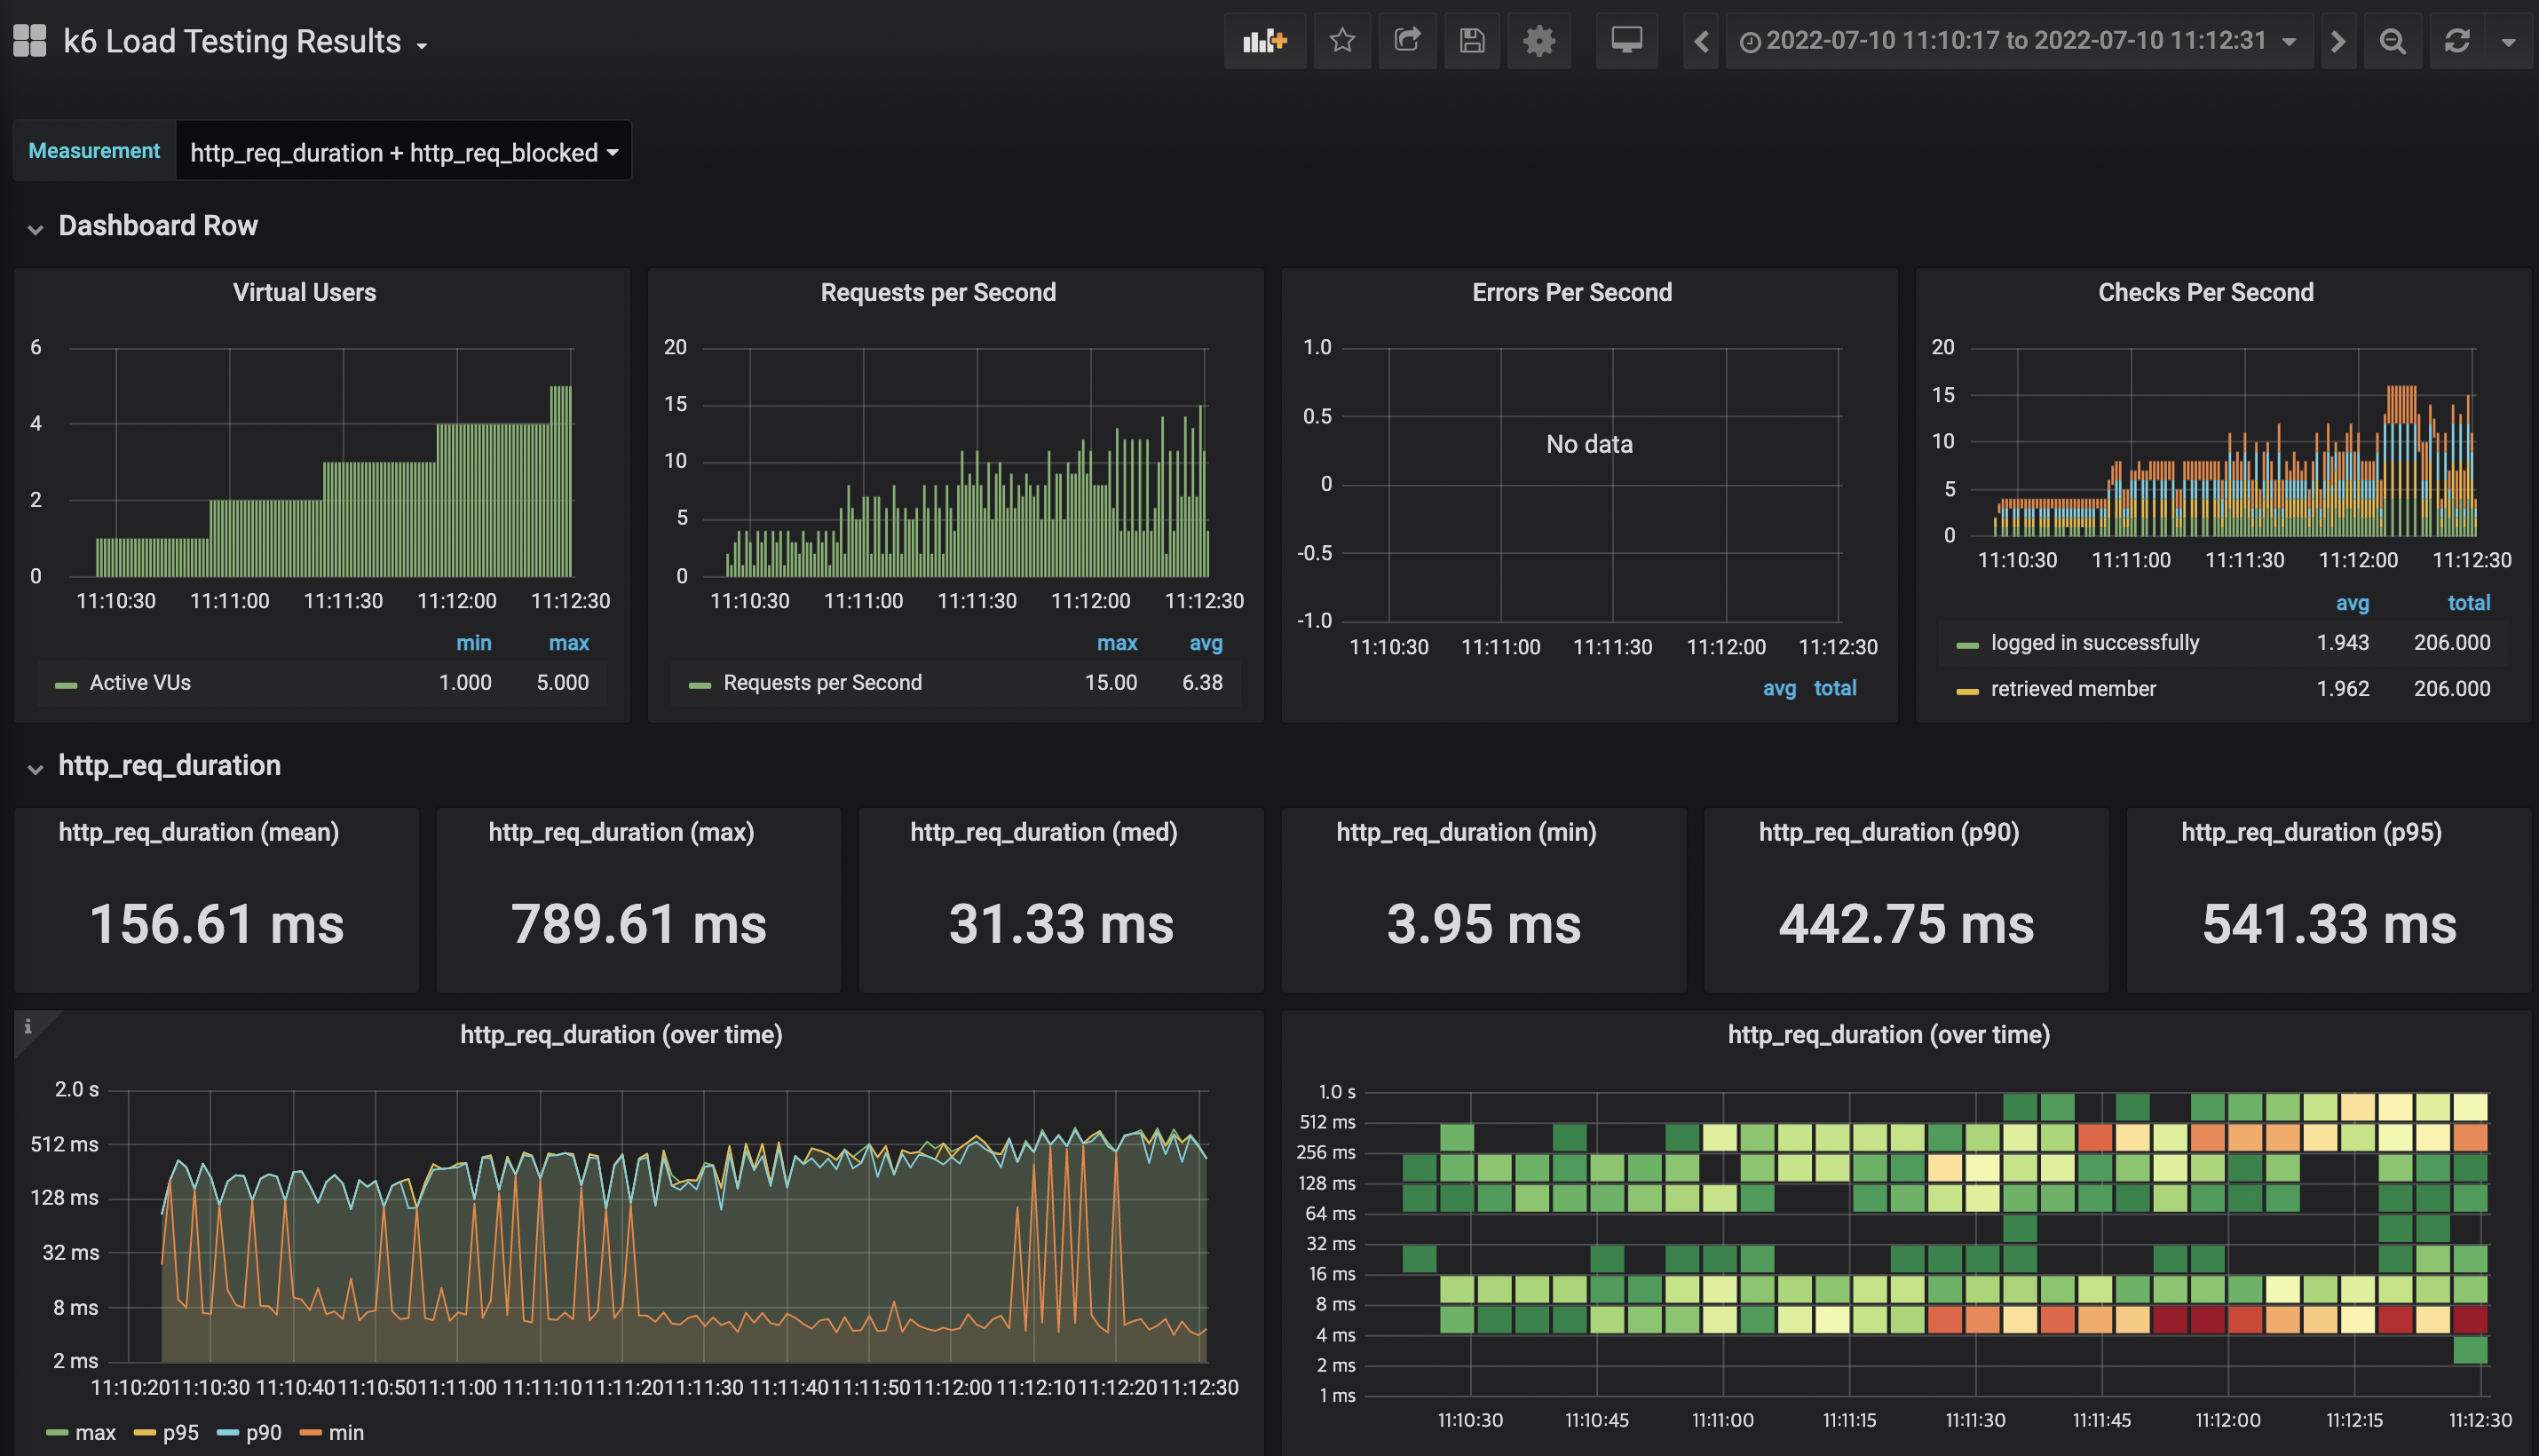 k6 Load Testing Results
2022-07-10 11:10:17 to 2022-07-10 11:12:31
Measurement http_req_duration + http_req_blocked
Dashboard Row
Virtual Users
6
4
2
0
11:10:30 11:11:00 11:11:30 11:12:00 11:12:30
min max
Active VUs 1.000 5.000
Requests per Second
20
15
10
5
0
11:10:30 11:11:00 11:11:30 11:12:00 11:12:30
max avg
Requests per Second 15.00 6.38
Errors Per Second
1.0
0.5
No data
0
-0.5
-1.0
11:10:30 11:11:00 11:11:30 11:12:00 11:12:30
avg total
Checks Per Second
20
15
10
5
0
11:10:30 11:11:00 11:11:30 11:12:00 11:12:30
avg total
logged in successfully 1.943 206.000
retrieved member 1.962 206.000
http_req_duration
http_req_duration (mean)
156.61 ms
http_req_duration (max)
789.61 ms
http_req_duration (med)
31.33 ms
http_req_duration (min)
3.95 ms
http_req_duration (p90)
442.75 ms
http_req_duration (p95)
541.33 ms
i
http_req_duration (over time)
2.0 s
512 ms
128 ms
32 ms
8 ms
2 ms
11:10:20 11:10:30 11:10:40 11:10:50 11:11:00 11:11:10 11:11:20 11:11:30 11:11:40 11:11:50 11:12:00 11:12:10 11:12:20 11:12:30
max p95 p90 min
http_req_duration (over time)
1.0 s
512 ms
256 ms
128 ms
64 ms
32 ms
16 ms
8 ms
4 ms
2 ms
1 ms
11:10:30 11:10:45 11:11:00 11:11:15 11:11:30 11:11:45 11:12:00 11:12:15 11:12:30